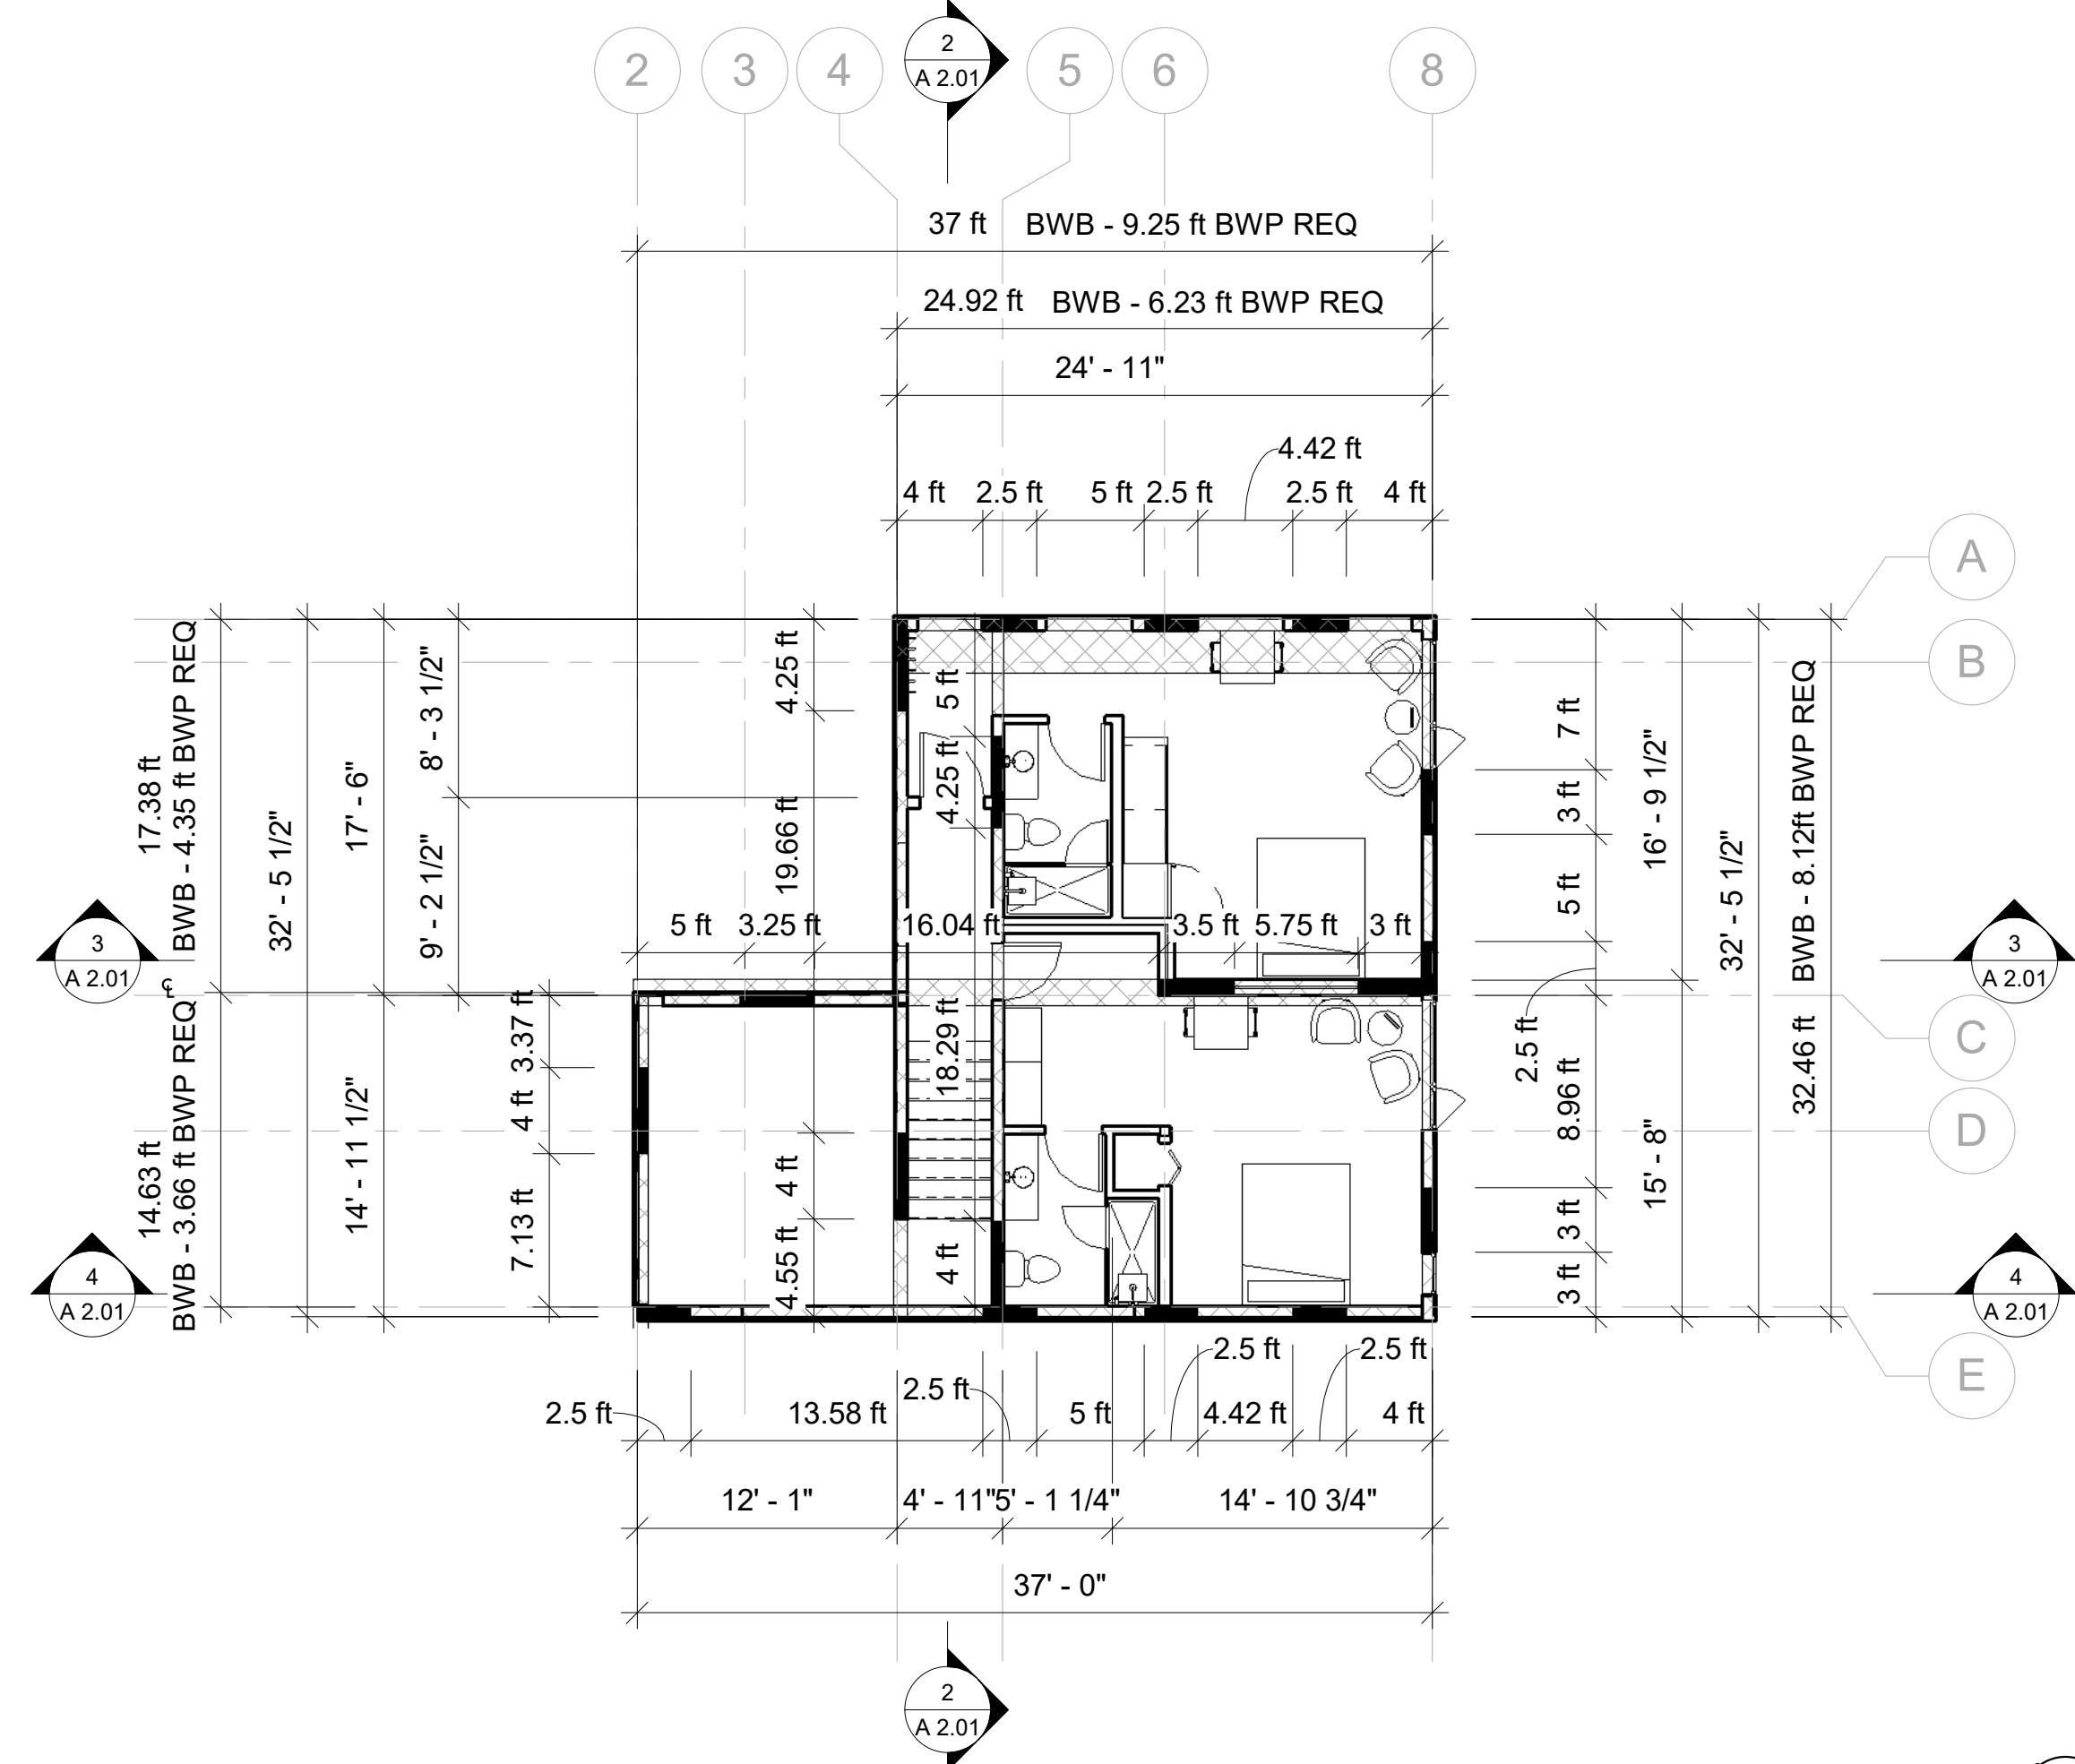 2
A 2.01
2
3
4
5
6
8
37 ft BWB - 9.25 ft BWP REQ
24.92 ft BWB - 6.23 ft BWP REQ
24' - 11"
4.42 ft
4 ft 2.5 ft 5 ft 2.5 ft 2.5 ft 4 ft
A
B
C
D
E
17.38 ft
BWB - 4.35 ft BWP REQ
32' - 5 1/2"
17' - 6"
8' - 3 1/2"
9' - 2 1/2"
4.25 ft
19.66 ft
5 ft
4.25 ft
5 ft 3.25 ft 16.04 ft 3.5 ft 5.75 ft 3 ft
7 ft
3 ft
5 ft
2.5 ft
16' - 9 1/2"
32' - 5 1/2"
BWB - 8.12ft BWP REQ
32.46 ft
3
A 2.01
℄
3
A 2.01
14.63 ft
BWB - 3.66 ft BWP REQ
14' - 11 1/2"
3.37 ft
4 ft
7.13 ft
18.29 ft
4 ft
4.55 ft
4 ft
8.96 ft
3 ft
3 ft
15' - 8"
4
A 2.01
4
A 2.01
2.5 ft 2.5 ft
2.5 ft
2.5 ft 13.58 ft 5 ft 4.42 ft 4 ft
12' - 1" 4' - 11" 5' - 1 1/4" 14' - 10 3/4"
37' - 0"
2
A 2.01